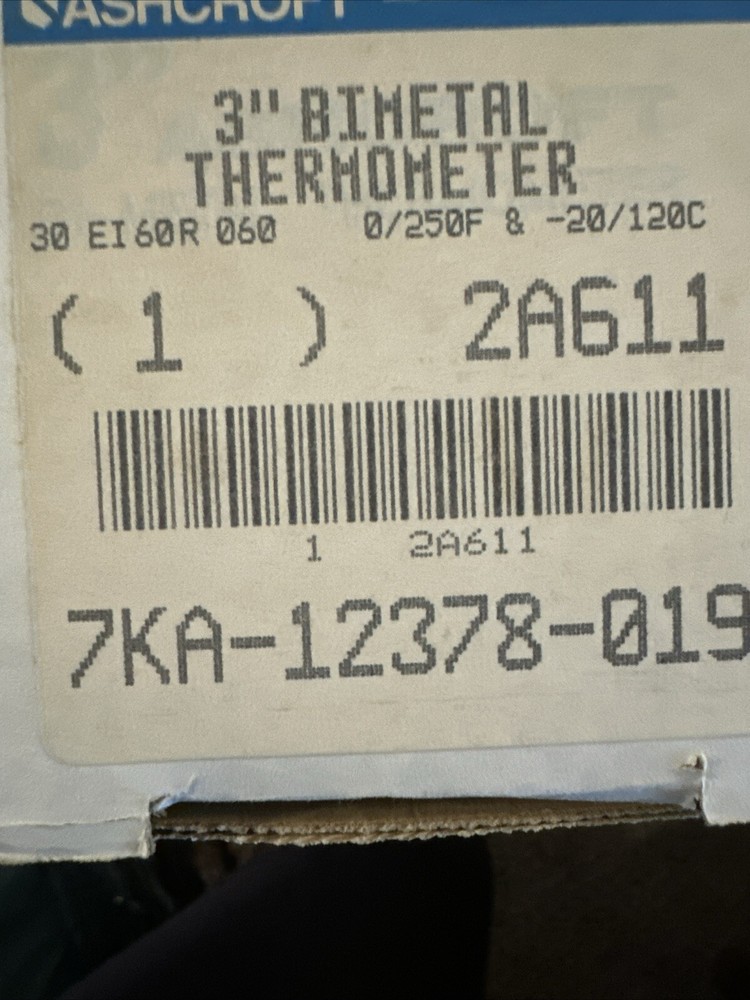 ASHCROFT
3" BIMETAL
THERMOMETER
30 EI60R 060 0/250F & -20/120C
( 1 ) 2A611
1 2A611
7KA-12378-019